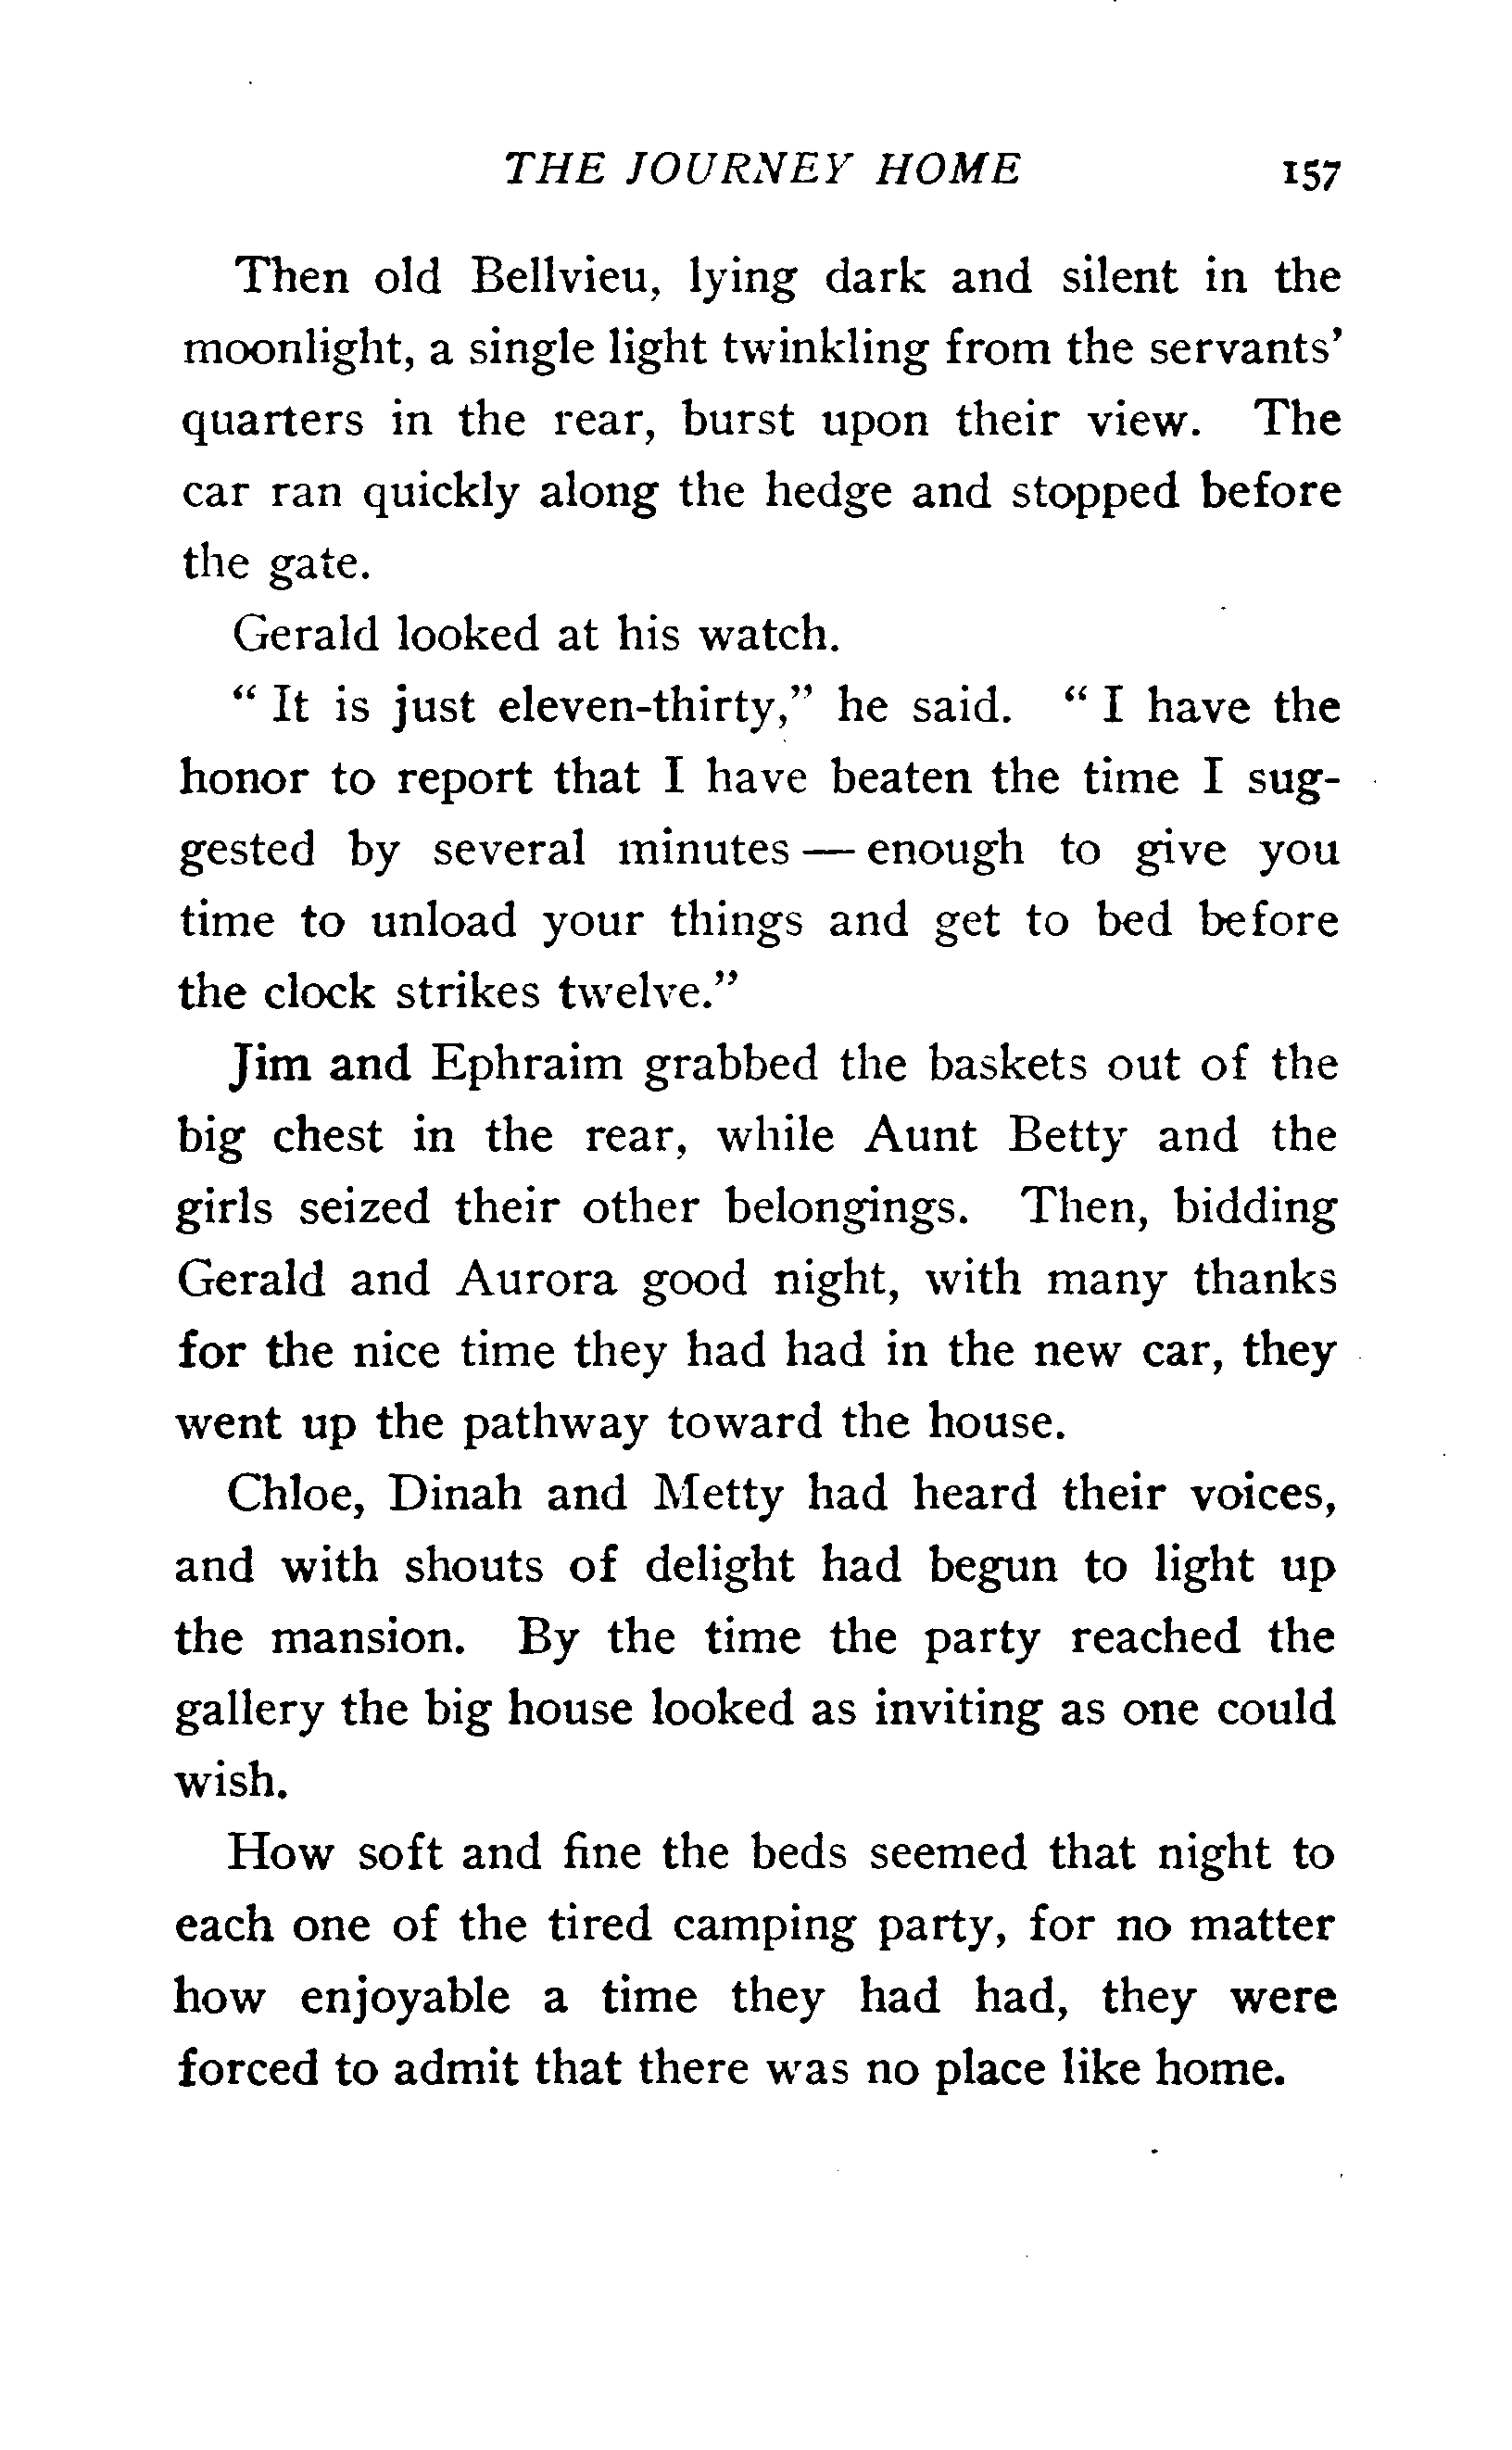 THE JOURNEY HOME 157
Then old Bellvieu, lying dark and silent in the
moonlight, a single light twinkling from the servants'
quarters in the rear, burst upon their view. The
car ran quickly along the hedge and stopped before
the gate.
Gerald looked at his watch.
" It is just eleven-thirty," he said. " I have the
honor to report that I have beaten the time I sug-
gested by several minutes — enough to give you
time to unload your things and get to bed before
the clock strikes twelve."
Jim and Ephraim grabbed the baskets out of the
big chest in the rear, while Aunt Betty and the
girls seized their other belongings. Then, bidding
Gerald and Aurora good night, with many thanks
for the nice time they had had in the new car, they
went up the pathway toward the house.
Chloe, Dinah and Metty had heard their voices,
and with shouts of delight had begun to light up
the mansion. By the time the party reached the
gallery the big house looked as inviting as one could
wish.
How soft and fine the beds seemed that night to
each one of the tired camping party, for no matter
how enjoyable a time they had had, they were
forced to admit that there was no place like home.